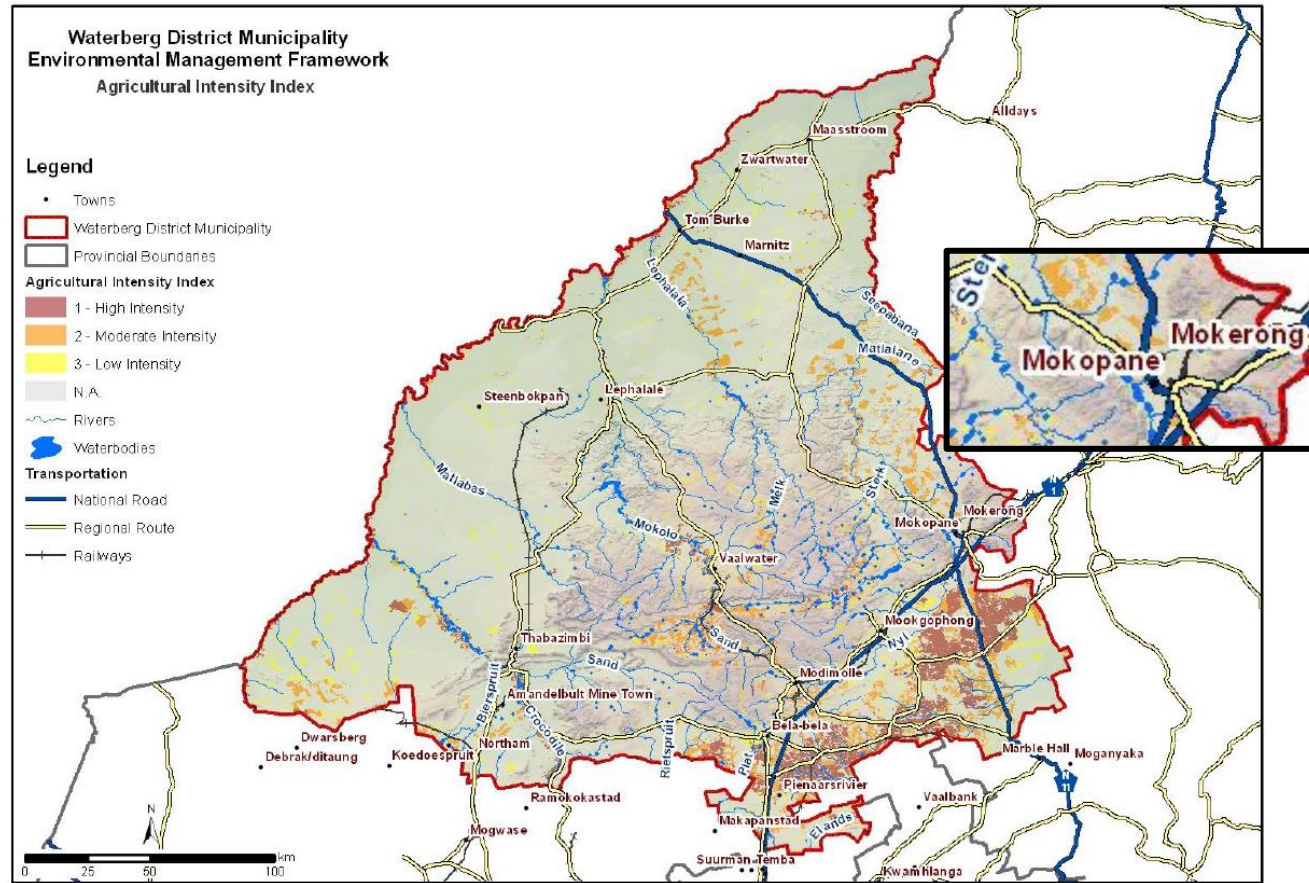 Waterberg District Municipality
Environmental Management Framework
Agricultural Intensity Index
Legend
Towns
Waterberg District Municipality
Provincial Boundaries
Agricultural Intensity Index
1 - High Intensity
2 - Moderate Intensity
3 - Low Intensity
N.A.
Rivers
Waterbodies
Transportation
National Road
Regional Route
Railways
Alldays
Maasstroom
Zwartwater
Tom Burke
Marnitz
Lephalala
Seepabana
Matlalane
Sterk
Mokerong
Mokopane
Steenbokpan
Lephalale
Matlabas
Melk
Sterk
Mokolo
Mokopane
Mokerong
Vaalwater
Mookgophong
Nyl
Sand
Thabazimbi
Sand
Modimolle
Bierspruit
Amandelbult Mine Town
Crocodile
Bela-bela
Dwarsberg
Debrak/ditaung
Koedoespruit
Northam
Rietspruit
Plat
Marble Hall
Moganyaka
Pienaarsrivier
Ramokokastad
Vaalbank
Makapanstad
Elands
Mogwase
Suurman
Temba
Kwamhlanga
N
km
0 25 50 100
1